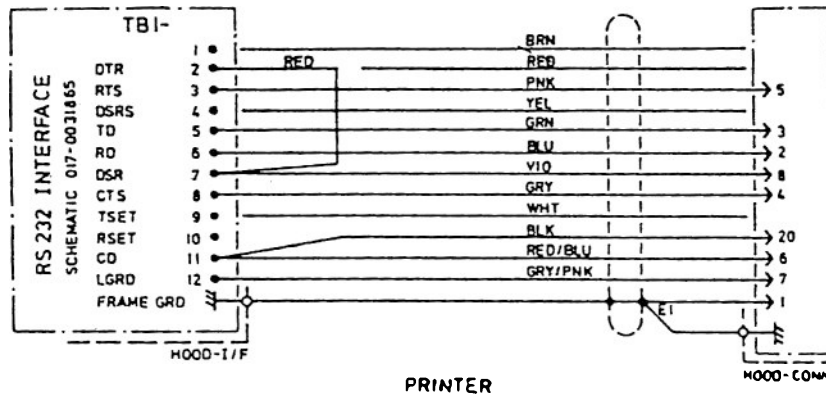 TB1-
RS 232 INTERFACE
SCHEMATIC 017-0031865
1 BRN
DTR 2 RED RED
RTS 3 PNK 5
DSRS 4 YEL
TD 5 GRN 3
RD 6 BLU 2
DSR 7 VIO 8
CTS 8 GRY 4
TSET 9 WHT
RSET 10 BLK 20
CD 11 RED/BLU 6
LGRD 12 GRY/PNK 7
FRAME GRD 1
E1
HOOD-I/F
HOOD-CONN
PRINTER